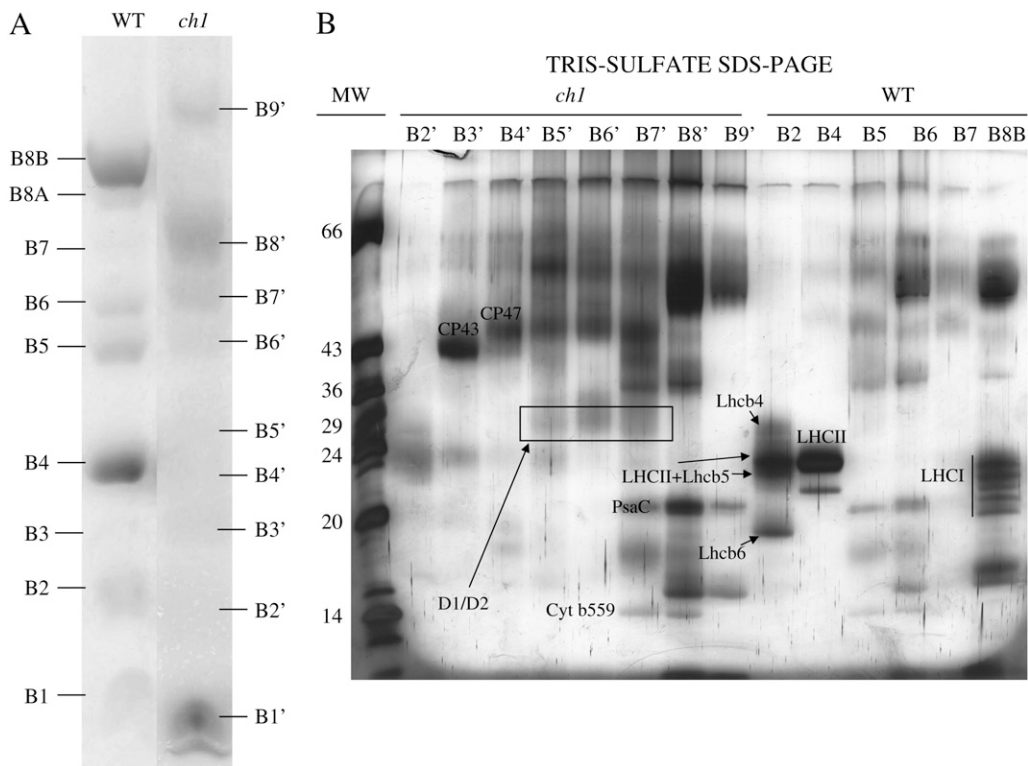 A
WT ch1
B9’
B8B
B8A
B8’
B7
B7’
B6
B6’
B5
B5’
B4
B4’
B3
B3’
B2
B2’
B1
B1’
B
TRIS-SULFATE SDS-PAGE
MW ch1 WT
B2’ B3’ B4’ B5’ B6’ B7’ B8’ B9’ B2 B4 B5 B6 B7 B8B
66
43
36
29
24
20
14
CP43
CP47
Lhcb4
LHCII
LHCII+Lhcb5
LHCI
PsaC
Lhcb6
D1/D2
Cyt b559